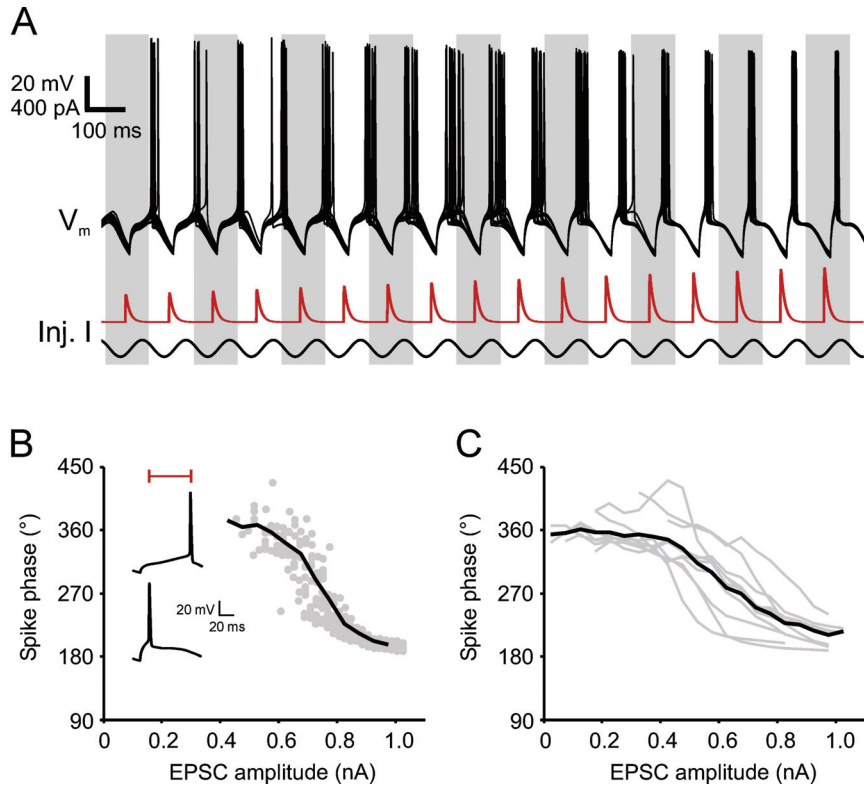 A
20 mV
400 pA
100 ms
Vm
Inj. I
B
450
360
270
180
90
Spike phase (°)
20 mV
20 ms
0 0.2 0.4 0.6 0.8 1.0
EPSC amplitude (nA)
C
450
360
270
180
90
Spike phase (°)
0 0.2 0.4 0.6 0.8 1.0
EPSC amplitude (nA)